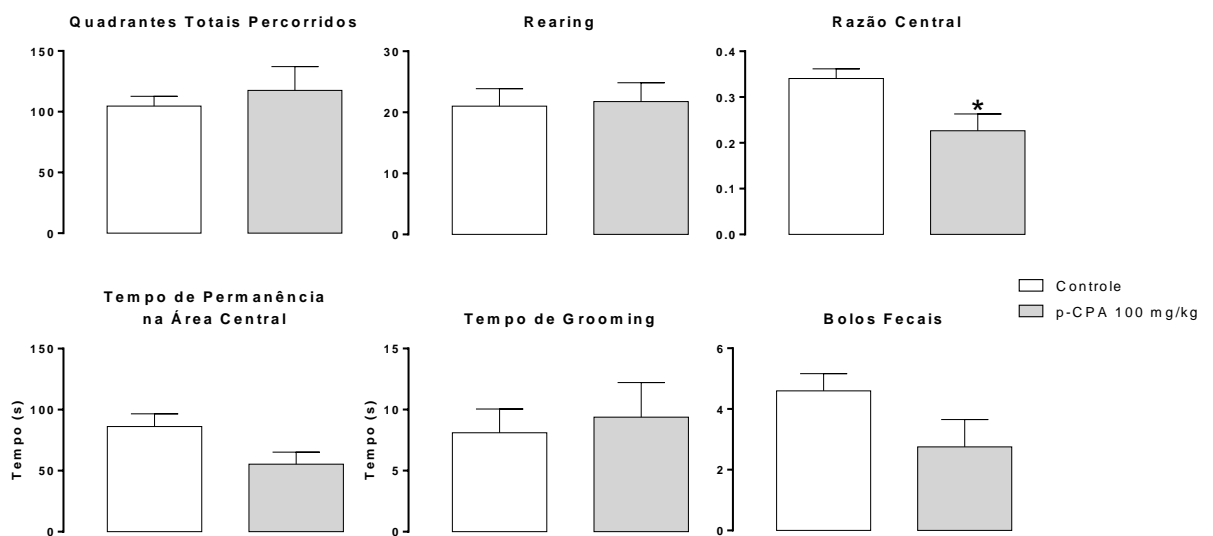 Quadrantes Totais Percorridos
150
100
50
0
Rearing
30
20
10
0
Razão Central
0.4
0.3
0.2
0.1
0.0
*
Tempo de Permanência
na Área Central
Tempo (s)
150
100
50
0
Tempo de Grooming
Tempo (s)
15
10
5
0
Bolos Fecais
6
4
2
0
Controle
p-CPA 100 mg/kg